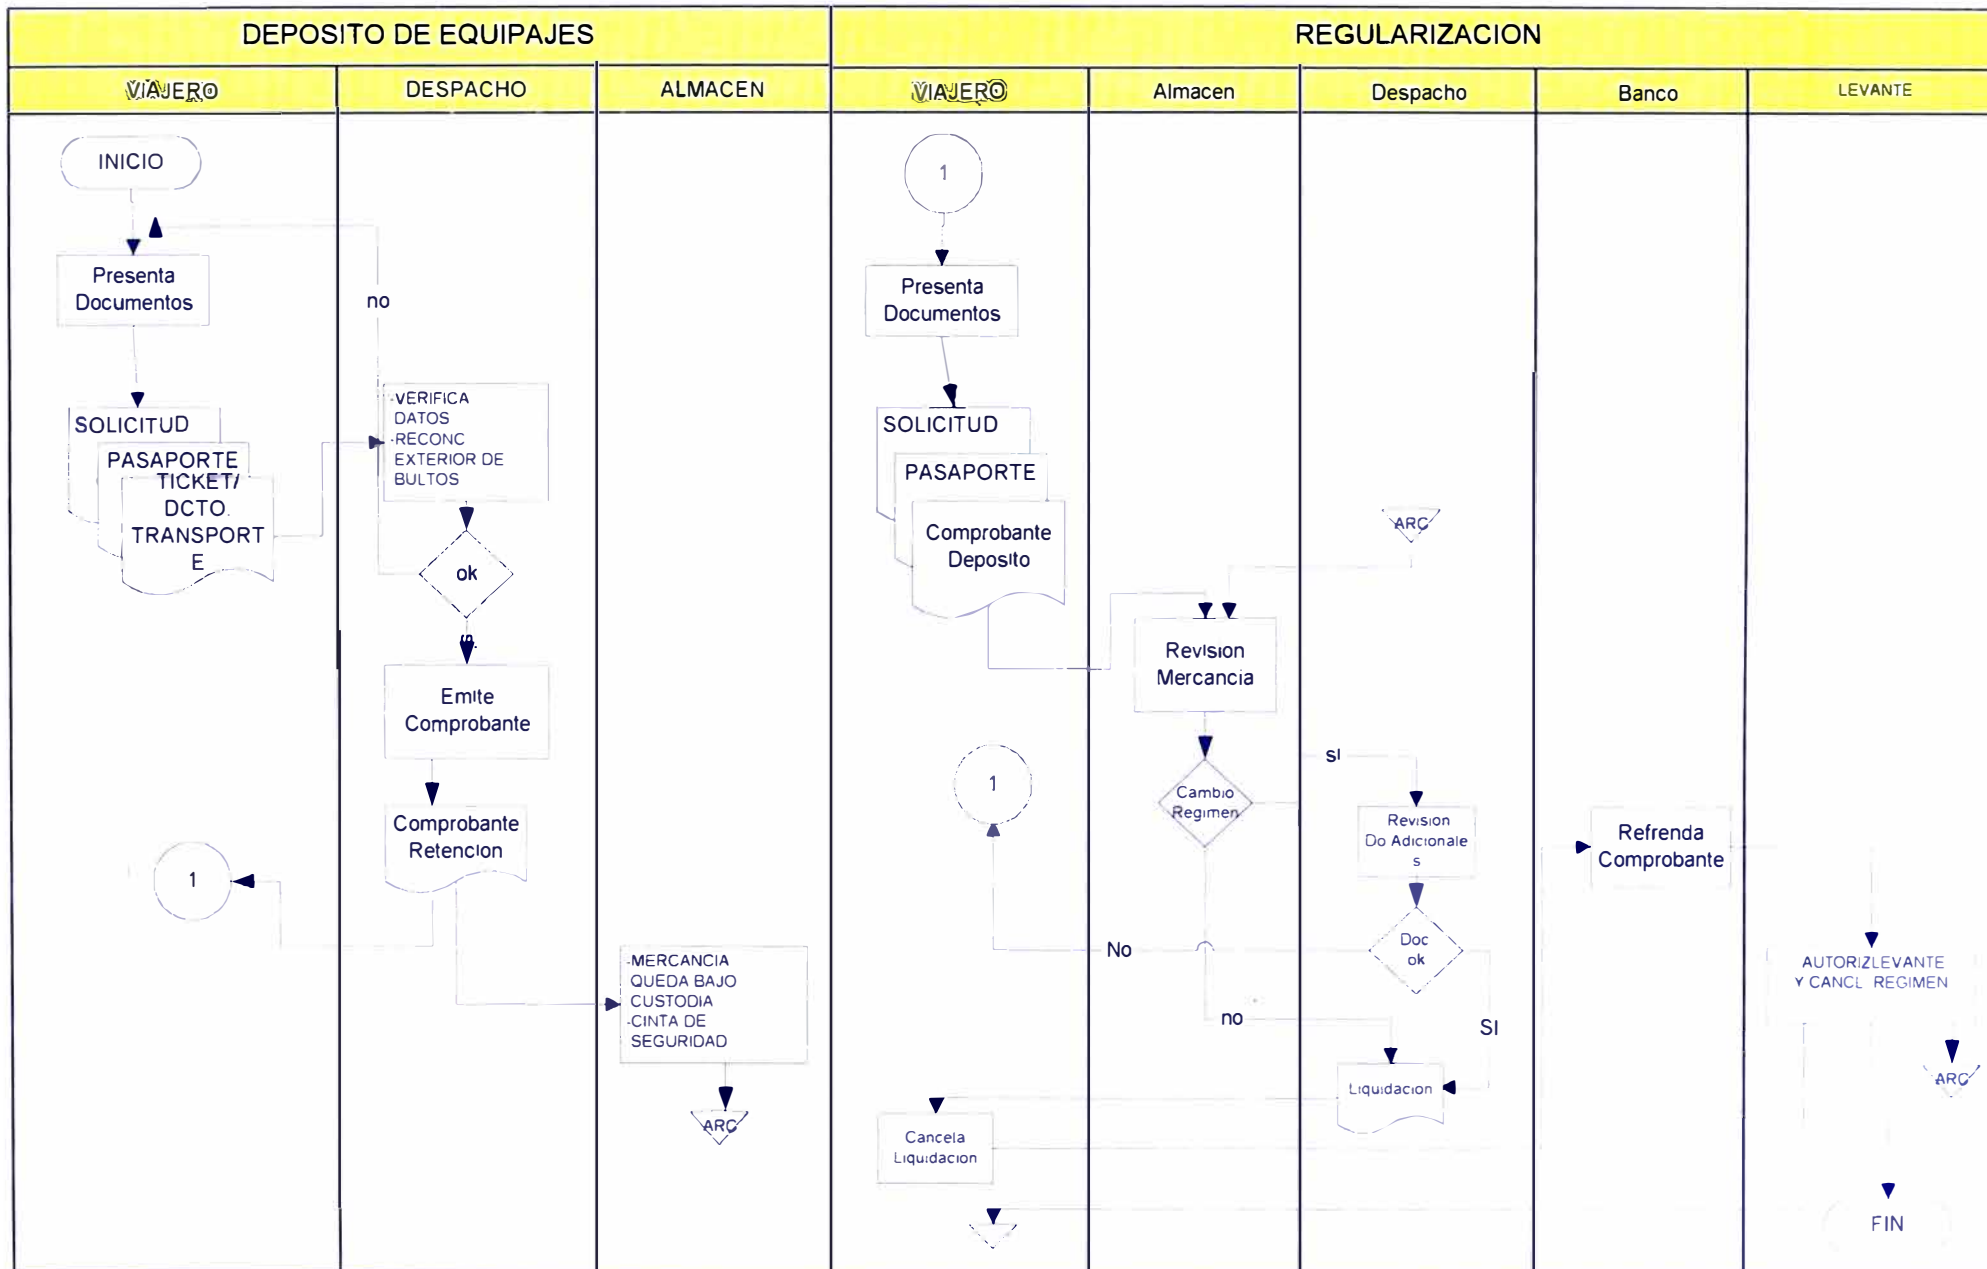 DEPOSITO DE EQUIPAJES
REGULARIZACION
VIAJERO
DESPACHO
ALMACEN
VIAJERO
Almacen
Despacho
Banco
LEVANTE
INICIO
Presenta
Documentos
no
SOLICITUD
PASAPORTE
TICKET/
DCTO.
TRANSPORT
E
-VERIFICA
DATOS
-RECONC
EXTERIOR DE
BULTOS
ok
Emite
Comprobante
Comprobante
Retencion
1
-MERCANCIA
QUEDA BAJO
CUSTODIA
-CINTA DE
SEGURIDAD
ARC
1
Presenta
Documentos
SOLICITUD
PASAPORTE
Comprobante
Deposito
ARC
Revision
Mercancia
1
Cambio
Regimen
si
Revision
Do Adicionale
s
Refrenda
Comprobante
No
Doc
ok
no
SI
Liquidacion
Cancela
Liquidacion
AUTORIZLEVANTE
Y CANCL REGIMEN
ARC
FIN